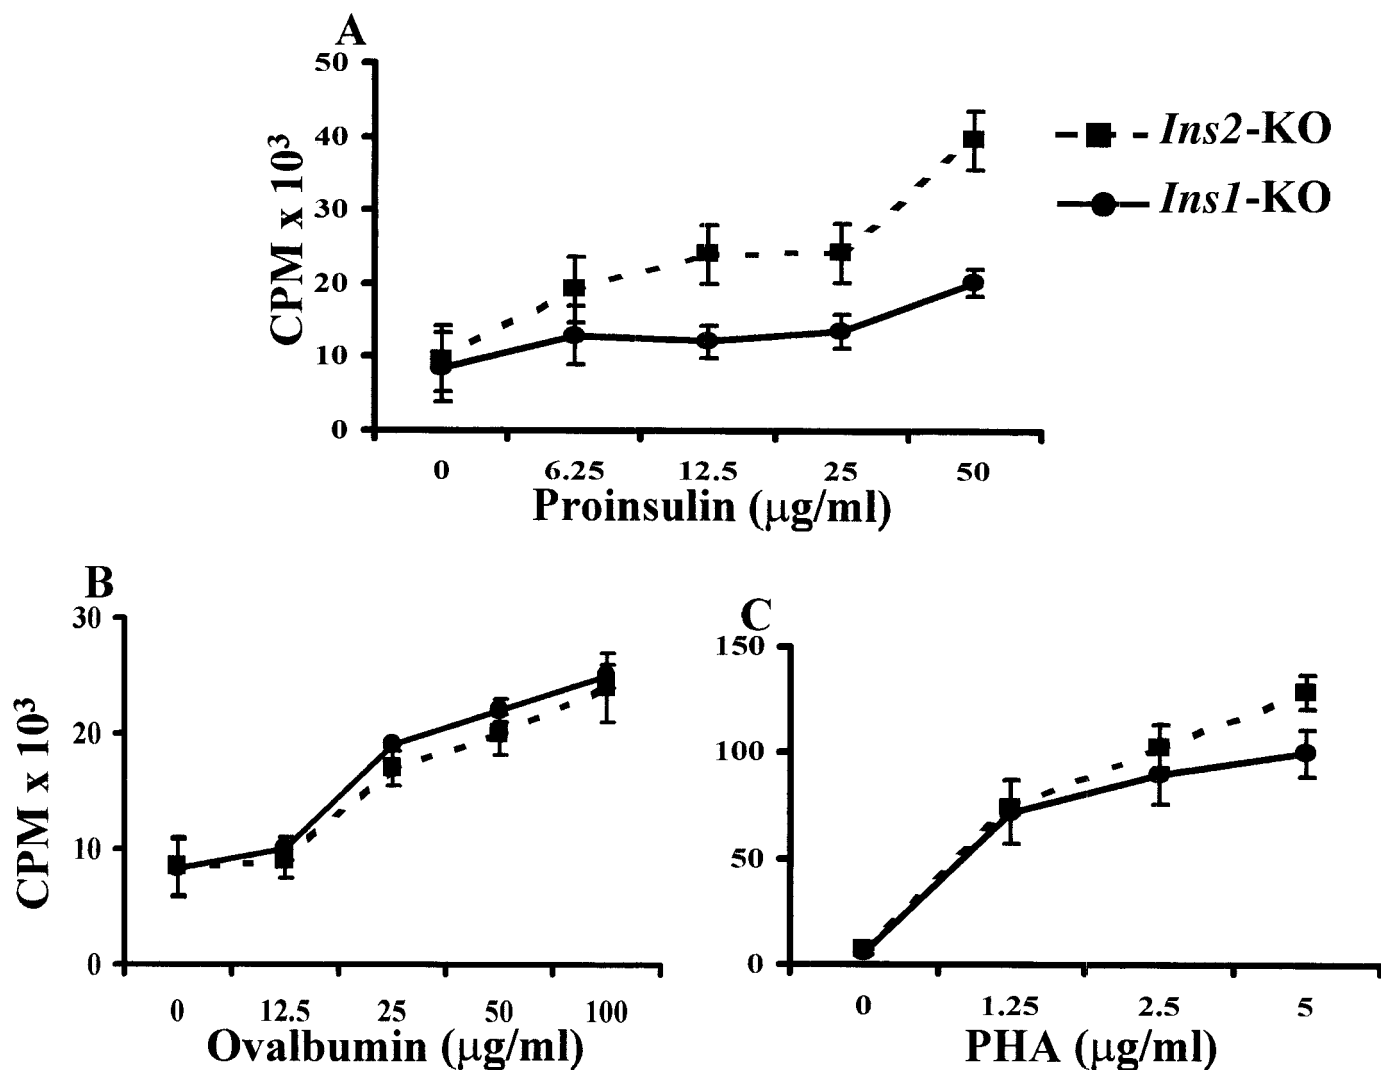 A
50
40
30
20
10
0
CPM x 10³
0 6.25 12.5 25 50
Proinsulin (μg/ml)
Ins2-KO
Ins1-KO
B
30
20
10
0
CPM x 10³
0 12.5 25 50 100
Ovalbumin (μg/ml)
C
150
100
50
0
0 1.25 2.5 5
PHA (μg/ml)